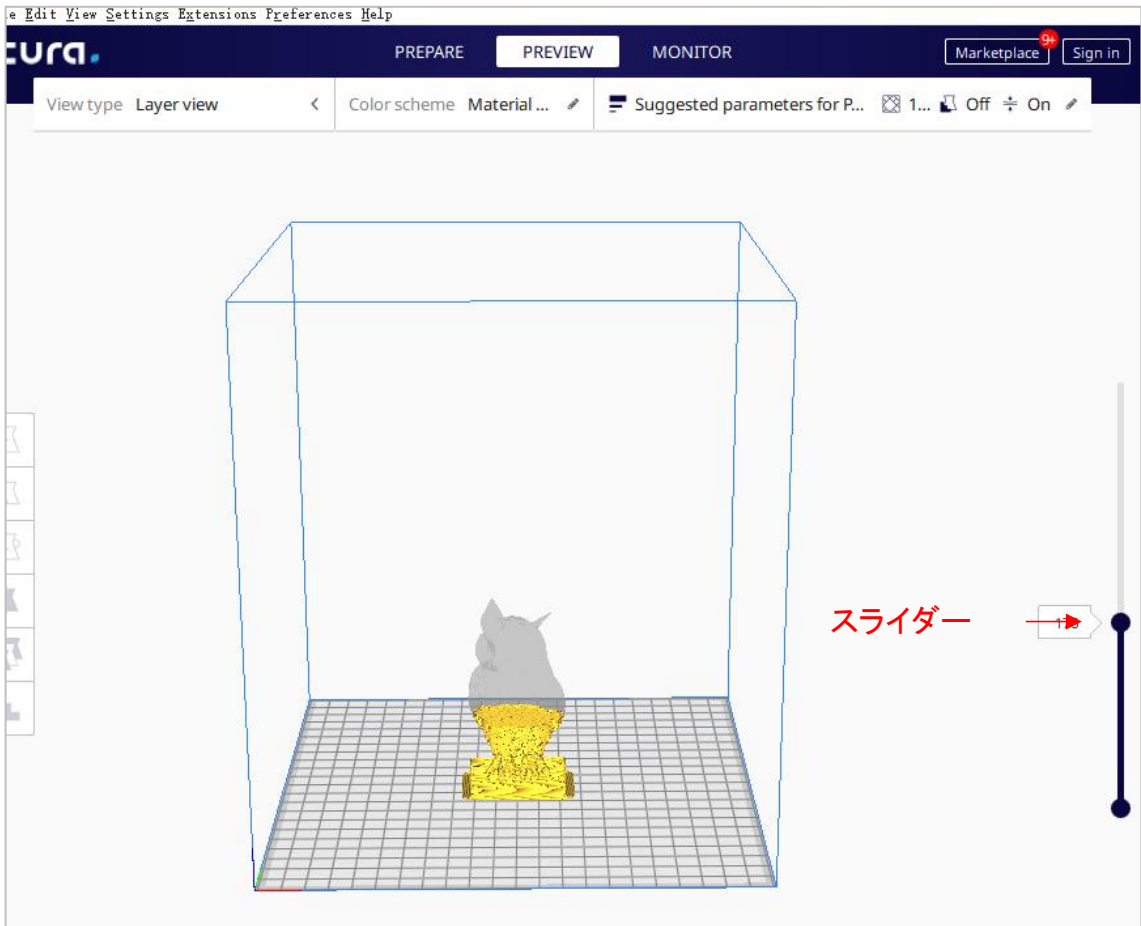 e Edit View Settings Extensions Preferences Help
cura. PREPARE PREVIEW MONITOR Marketplace 9+ Sign in
View type Layer view Color scheme Material ... Suggested parameters for P... 1... Off On
スライダー